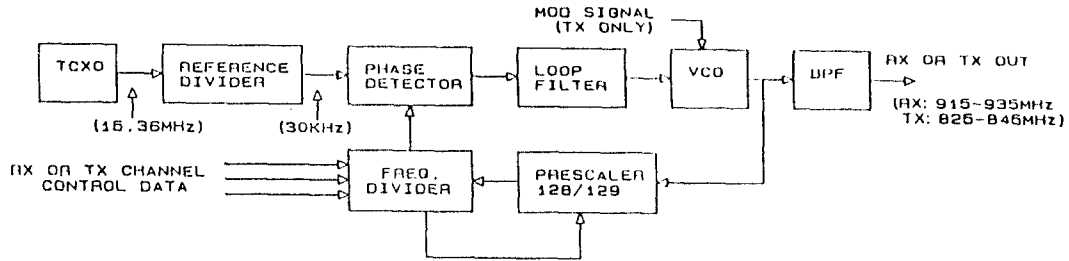 MOD SIGNAL
(TX ONLY)
TCXO
REFERENCE
DIVIDER
PHASE
DETECTOR
LOOP
FILTER
VCO
BPF
RX OR TX OUT
(15.36MHz)
(30KHz)
(RX: 915-935MHz
TX: 825-845MHz)
RX OR TX CHANNEL
CONTROL DATA
FREQ.
DIVIDER
PRESCALER
128/129